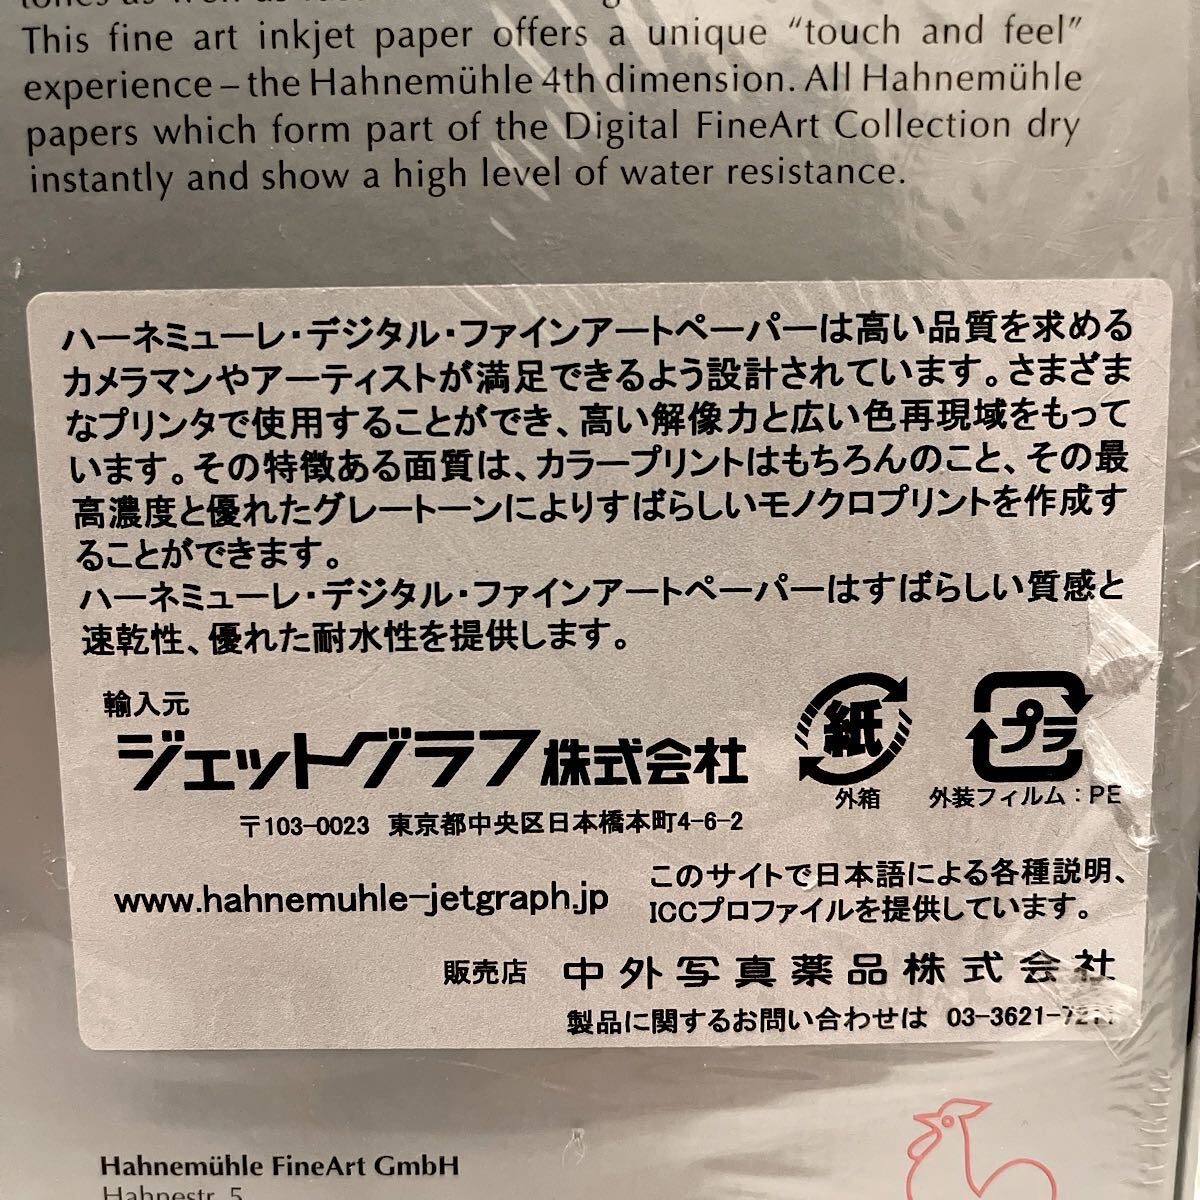 This fine art inkjet paper offers a unique “touch and feel”
experience – the Hahnemühle 4th dimension. All Hahnemühle
papers which form part of the Digital FineArt Collection dry
instantly and show a high level of water resistance.
ハーネミューレ・デジタル・ファインアートペーパーは高い品質を求める
カメラマンやアーティストが満足できるよう設計されています。さまざま
なプリンタで使用することができ、高い解像力と広い色再現域をもって
います。その特徴ある面質は、カラープリントはもちろんのこと、その最
高濃度と優れたグレートーンによりすばらしいモノクロプリントを作成す
ることができます。
ハーネミューレ・デジタル・ファインアートペーパーはすばらしい質感と
速乾性、優れた耐水性を提供します。
輸入元
ジェットグラフ株式会社
〒103-0023 東京都中央区日本橋本町4-6-2
紙
外箱
プラ
外装フィルム：PE
www.hahnemuhle-jetgraph.jp
このサイトで日本語による各種説明、
ICCプロファイルを提供しています。
販売店 中外写真薬品株式会社
製品に関するお問い合わせは 03-3621-
Hahnemühle FineArt GmbH
Hahnestr. 5